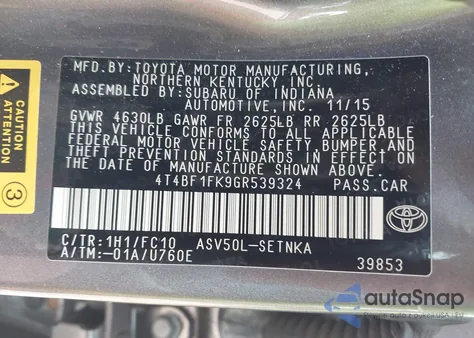 MFD.BY:TOYOTA MOTOR MANUFACTURING,
NORTHERN KENTUCKY,INC.
ASSEMBLED BY:SUBARU OF INDIANA
AUTOMOTIVE, INC. 11/15
GVWR 4630LB GAWR FR 2625LB RR 2625LB
THIS VEHICLE CONFORMS TO ALL APPLICABLE
FEDERAL MOTOR VEHICLE SAFETY, BUMPER, AND
THEFT PREVENTION STANDARDS IN EFFECT ON THE
DATE OF MANUFACTURE SHOWN ABOVE.
4T4BF1FK9GR539324 PASS.CAR
C/TR:1H1/FC10 ASV50L-SETNKA
A/TM:-01A/U760E
39853
TOYOTA
3
autoSnap